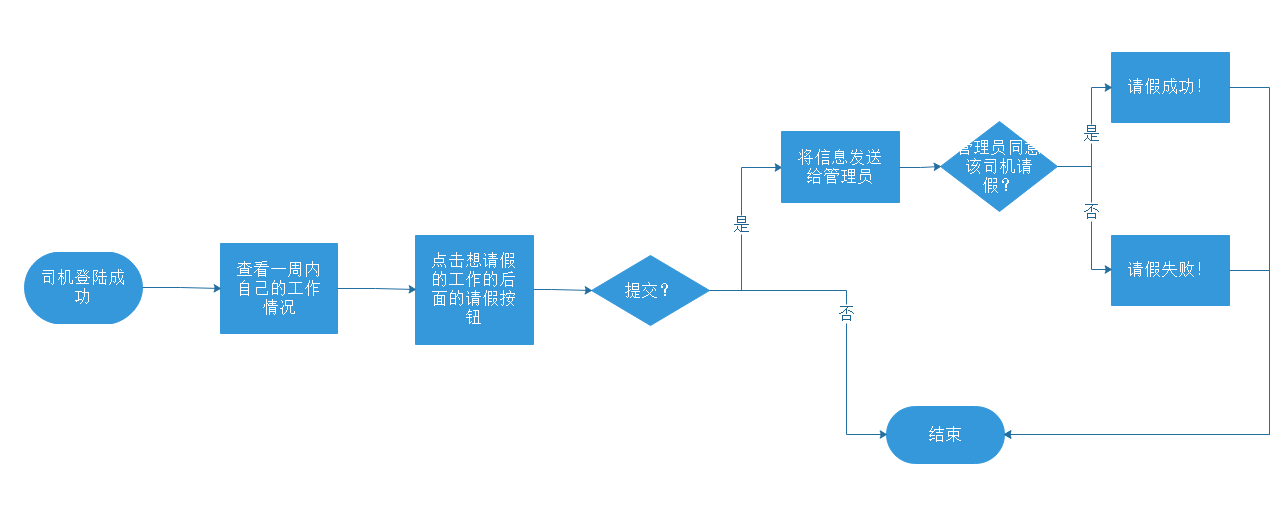 司机登陆成
功
查看一周内
自己的工作
情况
点击想请假
的工作的后
面的请假按
钮
提交？
是
否
将信息发送
给管理员
管理员同意
该司机请
假？
是
否
请假成功！
请假失败！
结束